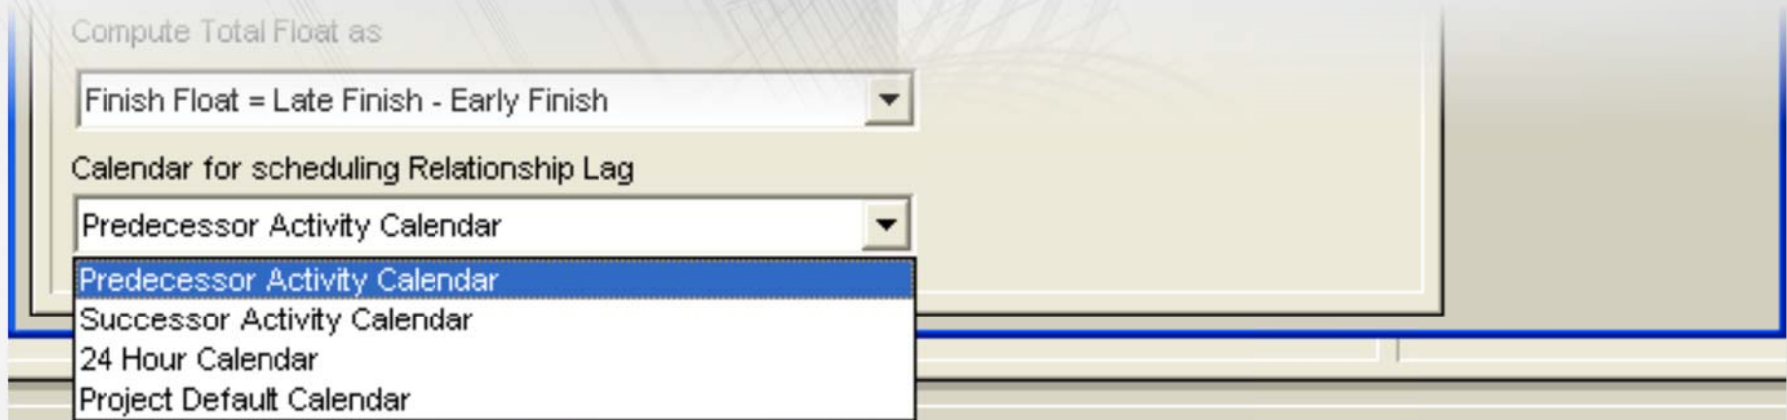 Compute Total Float as
Finish Float = Late Finish - Early Finish
Calendar for scheduling Relationship Lag
Predecessor Activity Calendar
Predecessor Activity Calendar
Successor Activity Calendar
24 Hour Calendar
Project Default Calendar